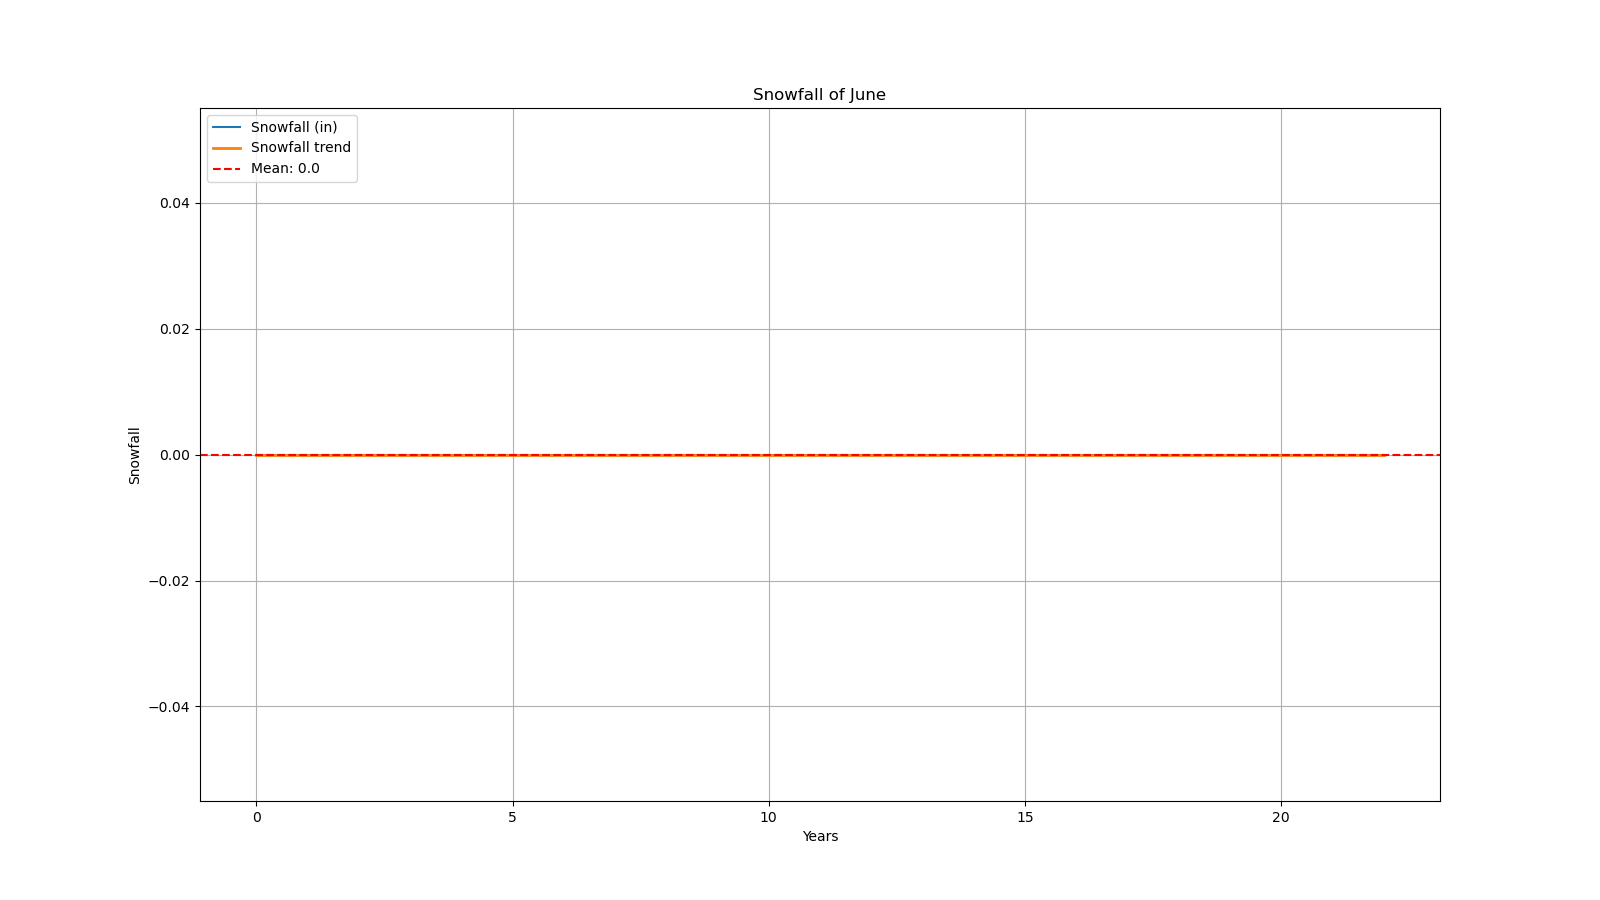 Snowfall of June
Snowfall (in)
Snowfall trend
Mean: 0.0
0.04
0.02
0.00
−0.02
−0.04
Snowfall
0 5 10 15 20
Years